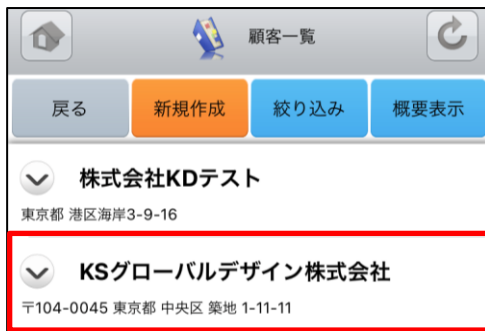 顧客一覧
戻る 新規作成 絞り込み 概要表示
株式会社KDテスト
東京都 港区海岸3-9-16
KSグローバルデザイン株式会社
〒104-0045 東京都 中央区 築地 1-11-11